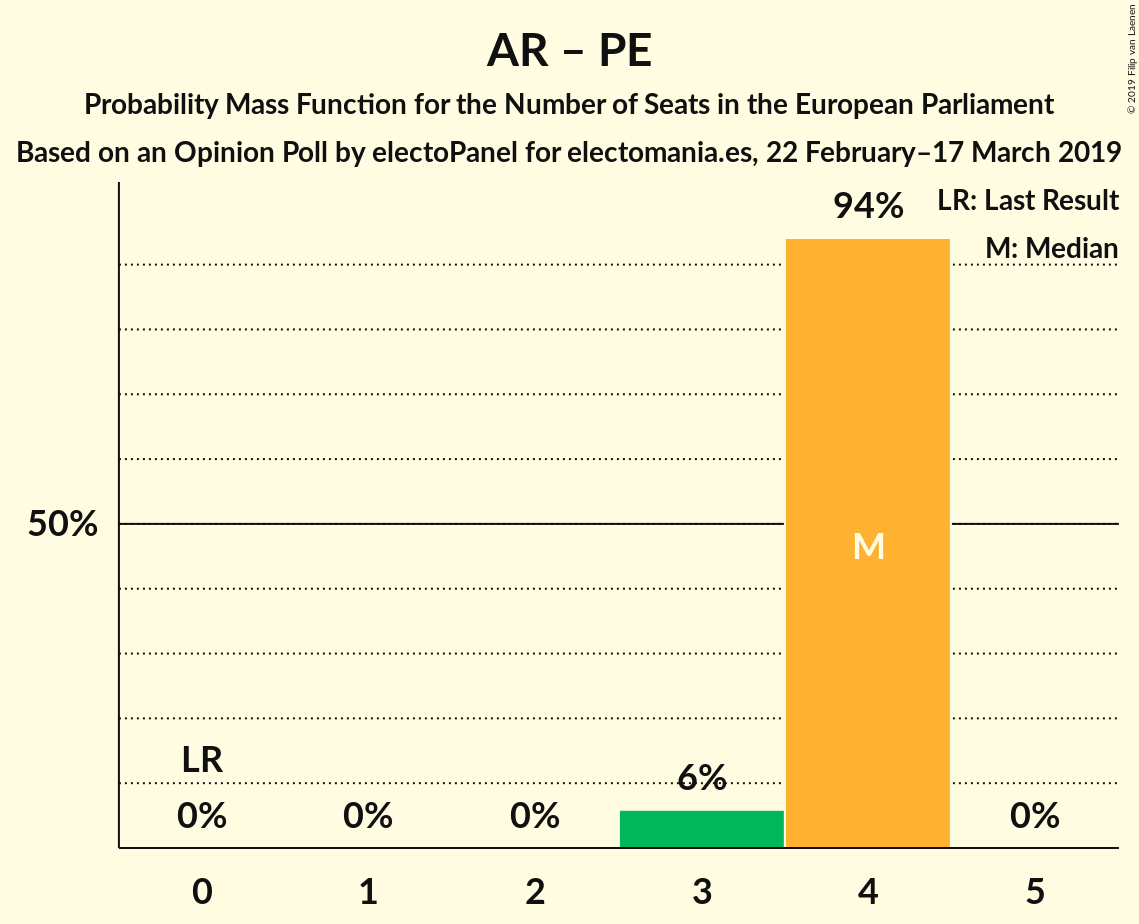 AR – PE
Probability Mass Function for the Number of Seats in the European Parliament
Based on an Opinion Poll by electoPanel for electomania.es, 22 February–17 March 2019
© 2019 Filip van Laenen
94%
LR: Last Result
M: Median
50%
M
LR
6%
0%
0%
0%
0%
0
1
2
3
4
5